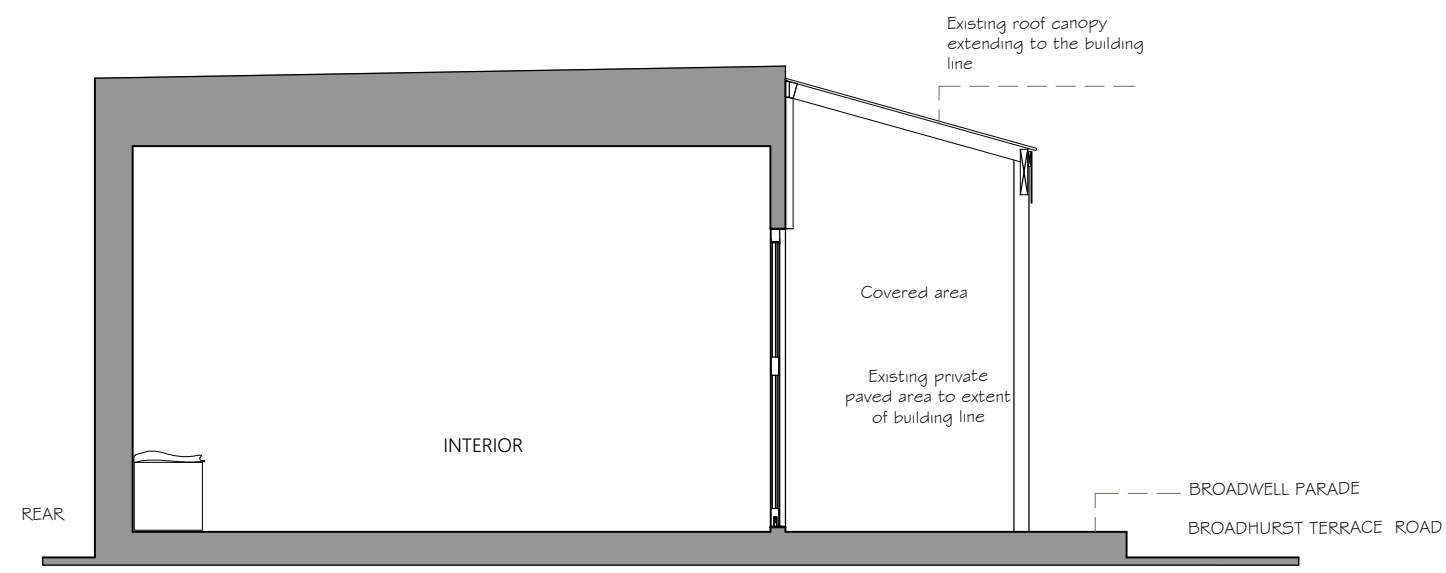 Existing roof canopy
extending to the building
line
Covered area
Existing private
paved area to extent
of building line
INTERIOR
REAR
BROADWELL PARADE
BROADHURST TERRACE ROAD